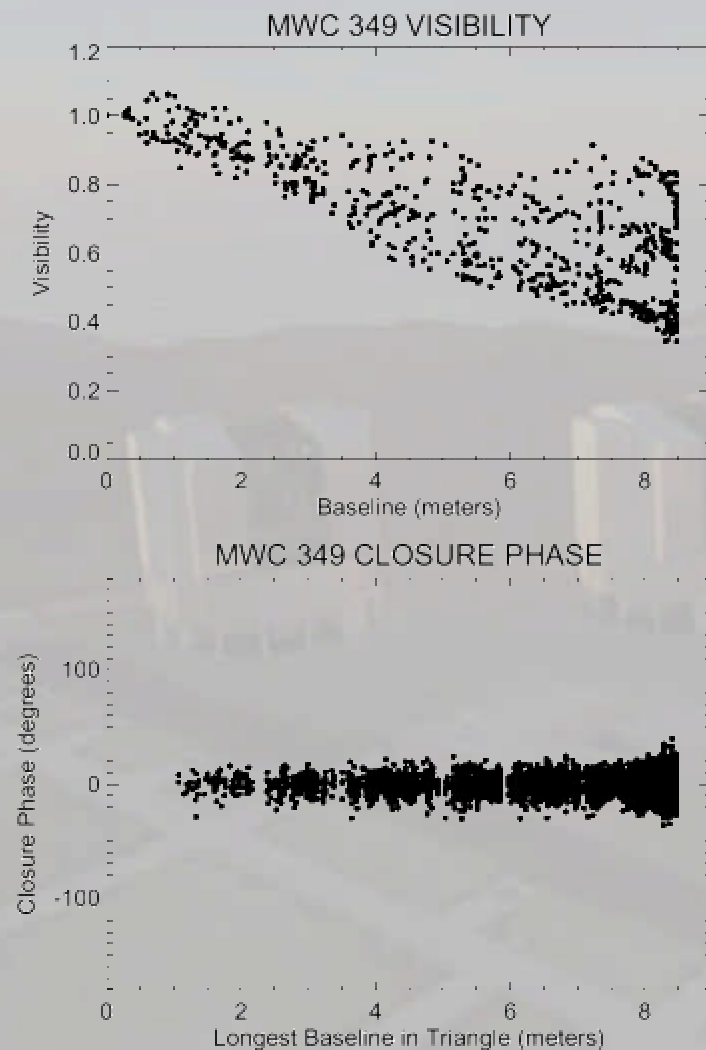 MWC 349 VISIBILITY
1.2
1.0
0.8
0.6
0.4
0.2
0.0
Visibility
0 2 4 6 8
Baseline (meters)
MWC 349 CLOSURE PHASE
100
0
-100
Closure Phase (degrees)
0 2 4 6 8
Longest Baseline in Triangle (meters)